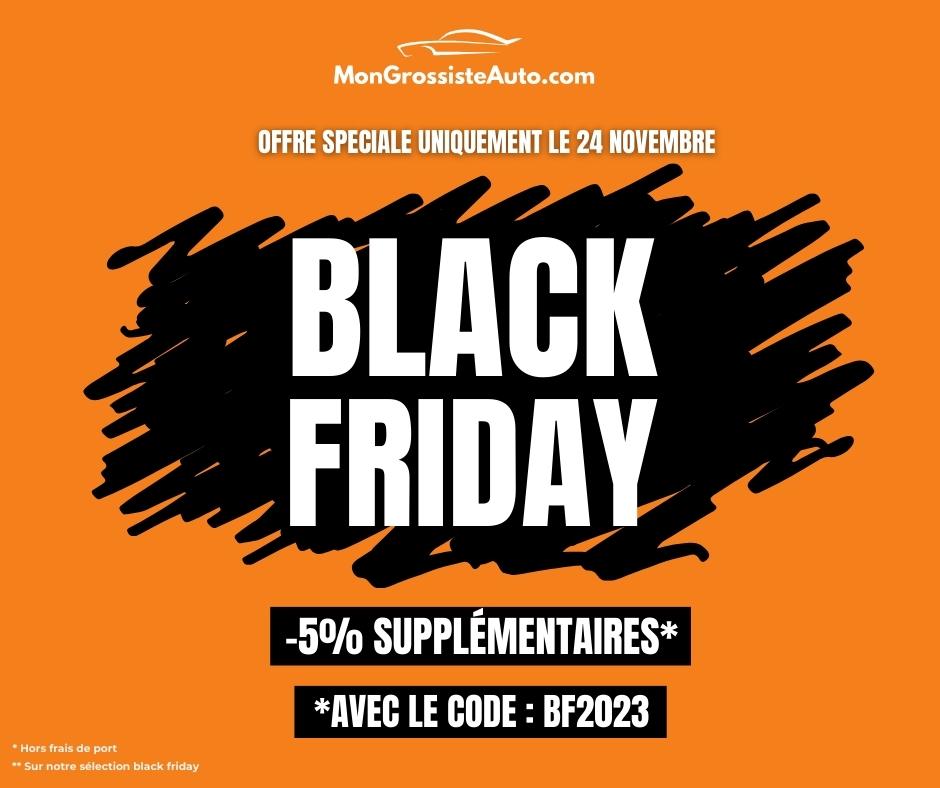 MonGrossisteAuto.com
OFFRE SPECIALE UNIQUEMENT LE 24 NOVEMBRE
BLACK
FRIDAY
-5% SUPPLÉMENTAIRES*
*AVEC LE CODE : BF2023
* Hors frais de port
** Sur notre sélection black friday